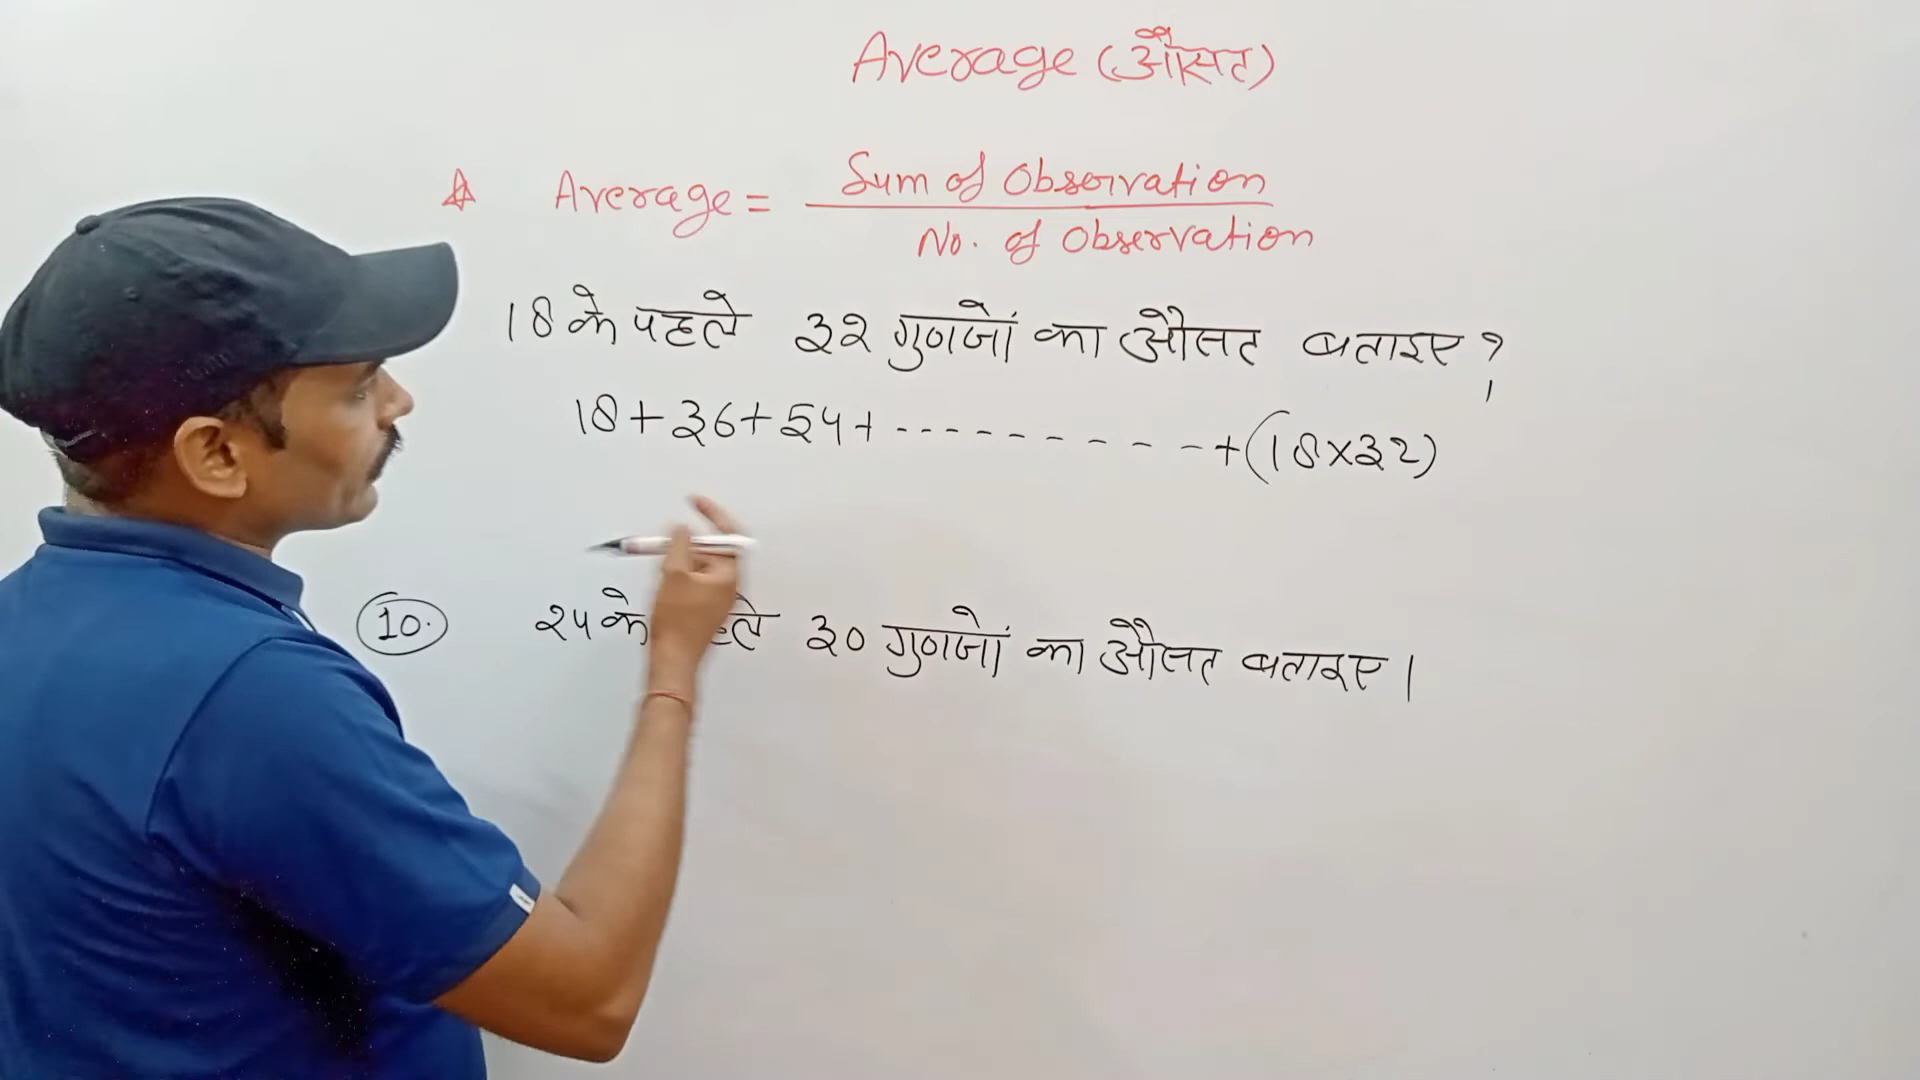 Average (औसत)
☆ Average = Sum of Observation / No. of Observation
18 के पहले 32 गुणजों का औसत बताइए ?
18+36+54+ ---------- +(18×32)
10. 25 के 30 गुणजों का औसत बताइए ।